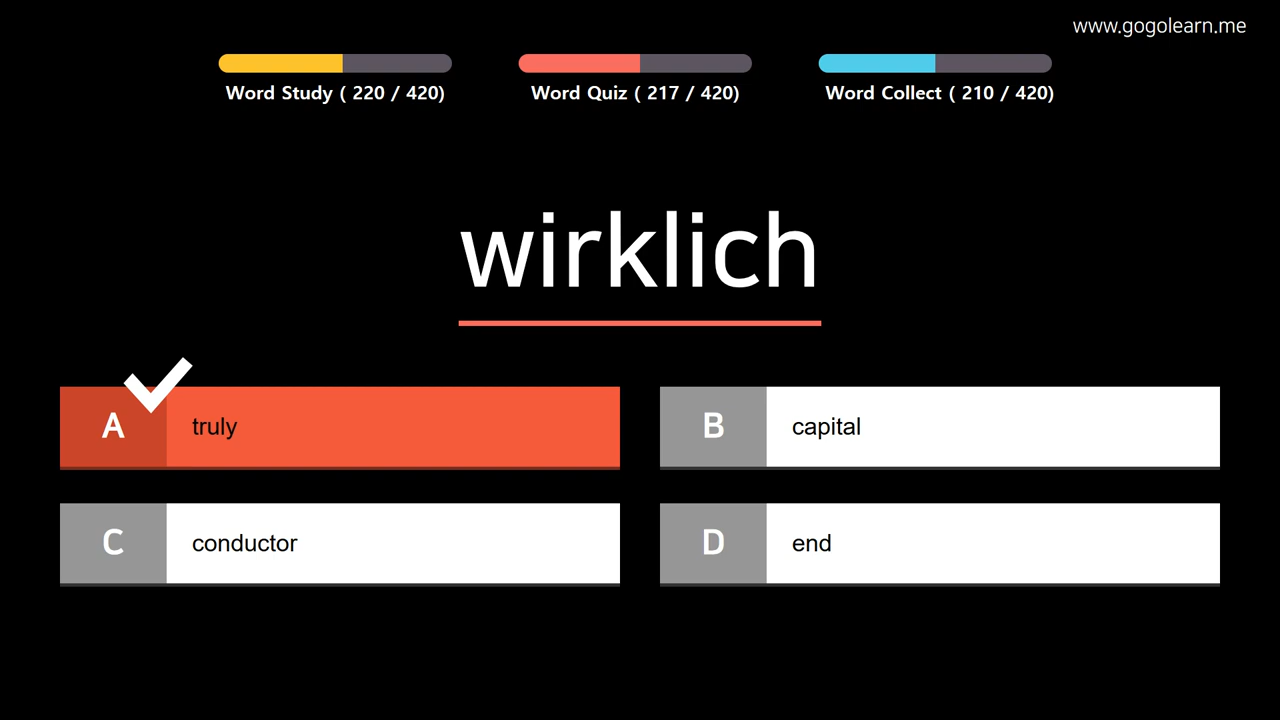 www.gogolearn.me
Word Study ( 220 / 420)
Word Quiz ( 217 / 420)
Word Collect ( 210 / 420)
wirklich
A truly
B capital
C conductor
D end